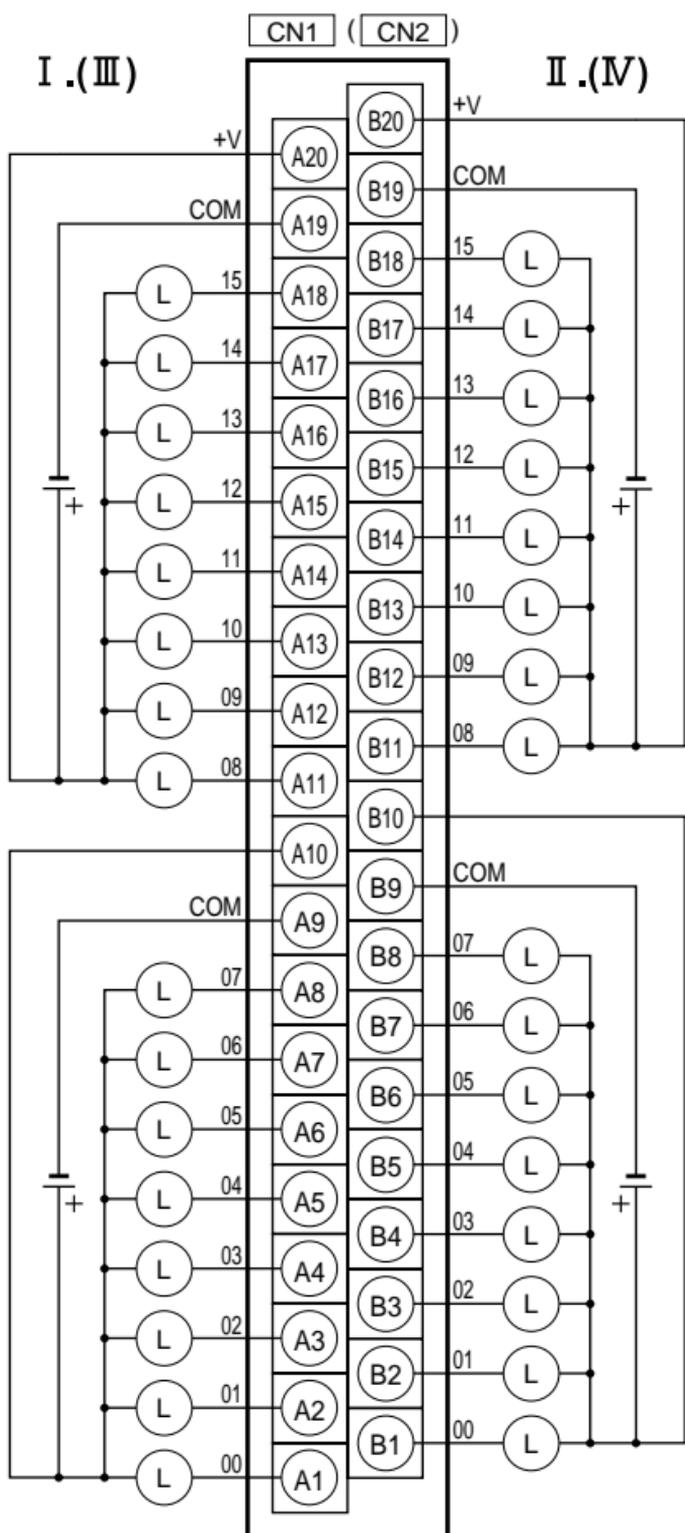 CN1 ( CN2 )
Ⅰ.(Ⅲ) Ⅱ.(Ⅳ)
B20 +V
+V A20
B19 COM
COM A19
B18 15 L
L 15 A18
B17 14 L
L 14 A17
B16 13 L
L 13 A16
B15 12 L
+ L 12 A15 +
B14 11 L
L 11 A14
B13 10 L
L 10 A13
B12 09 L
L 09 A12
B11 08 L
L 08 A11
B10
A10
B9 COM
COM A9
B8 07 L
L 07 A8
B7 06 L
L 06 A7
B6 05 L
L 05 A6
B5 04 L
+ L 04 A5 +
B4 03 L
L 03 A4
B3 02 L
L 02 A3
B2 01 L
L 01 A2
B1 00 L
L 00 A1